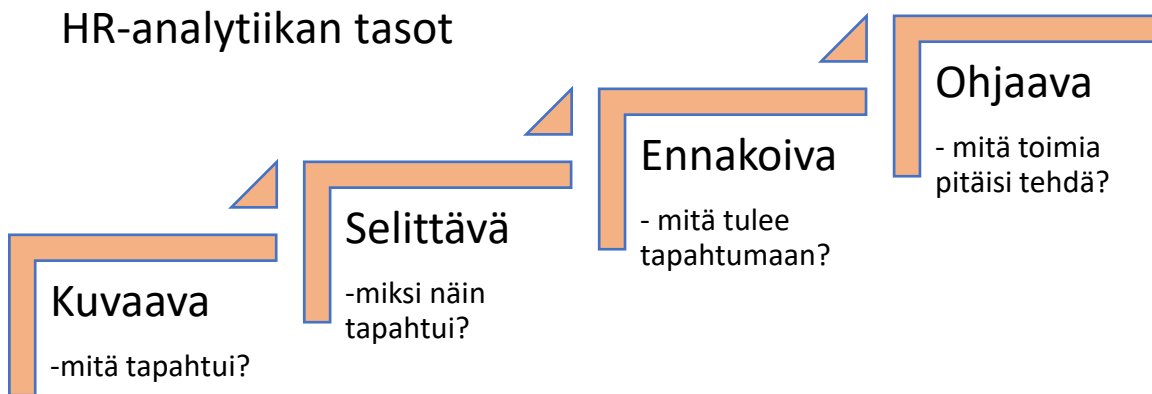 HR-analytiikan tasot
Kuvaava
-mitä tapahtui?
Selittävä
-miksi näin
tapahtui?
Ennakoiva
- mitä tulee
tapahtumaan?
Ohjaava
- mitä toimia
pitäisi tehdä?